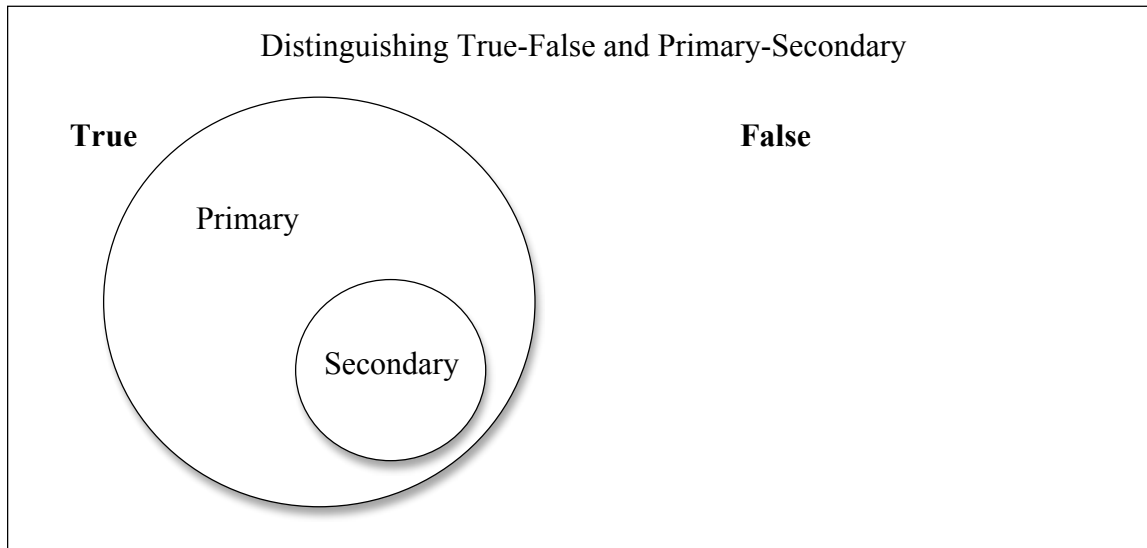 Distinguishing True-False and Primary-Secondary
True
False
Primary
Secondary